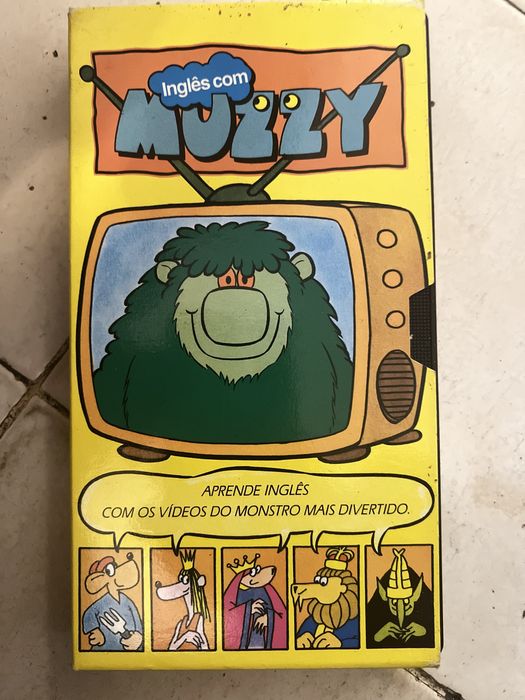 Inglês com
MUZZY
APRENDE INGLÊS
COM OS VÍDEOS DO MONSTRO MAIS DIVERTIDO.